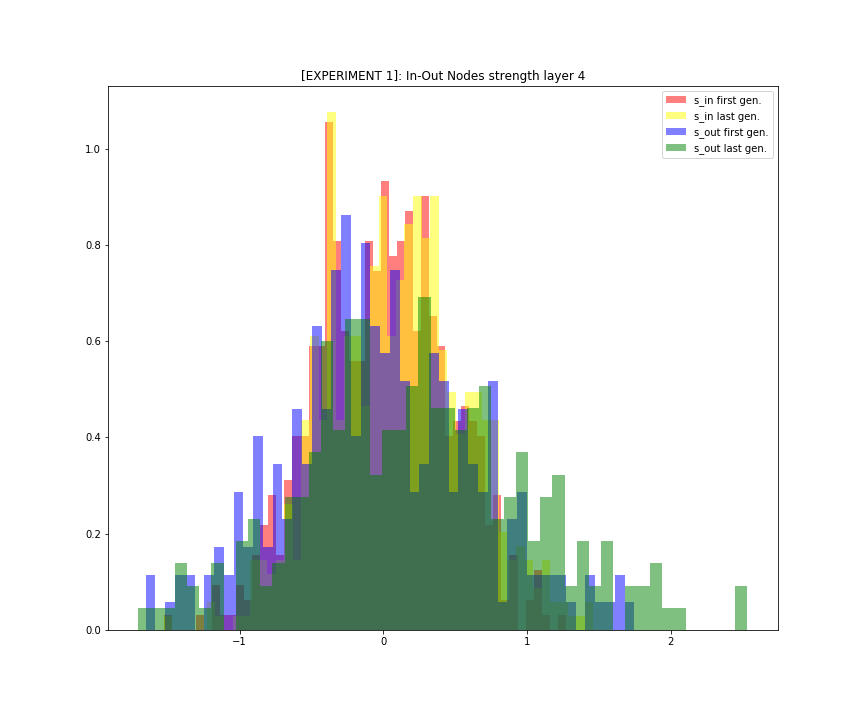 [EXPERIMENT 1]: In-Out Nodes strength layer 4
s_in first gen.
s_in last gen.
s_out first gen.
s_out last gen.
1.0
0.8
0.6
0.4
0.2
0.0
−1
0
1
2